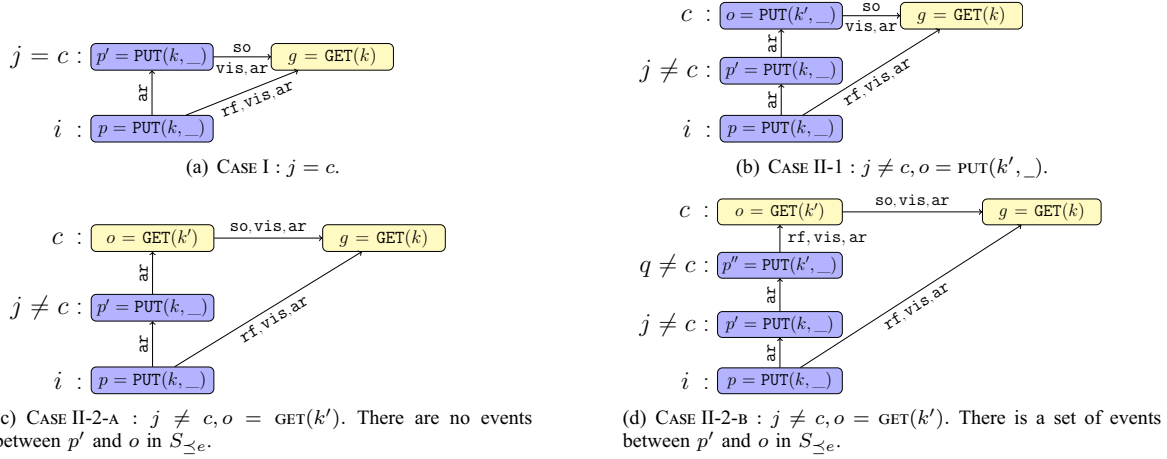 j = c : p′ = PUT(k, _) so vis,ar g = GET(k)
ar rf,vis,ar
i : p = PUT(k, _)
(a) Case I : j = c.
c : o = PUT(k′, _) so vis,ar g = GET(k)
ar
j ≠ c : p′ = PUT(k, _)
ar rf,vis,ar
i : p = PUT(k, _)
(b) Case II-1 : j ≠ c, o = put(k′, _).
c : o = GET(k′) so,vis,ar g = GET(k)
ar
j ≠ c : p′ = PUT(k, _)
ar rf,vis,ar
i : p = PUT(k, _)
c) Case II-2-a : j ≠ c, o = get(k′). There are no events
between p′ and o in S⪯e.
c : o = GET(k′) so,vis,ar g = GET(k)
rf, vis, ar
q ≠ c : p″ = PUT(k′, _)
ar
j ≠ c : p′ = PUT(k, _)
ar rf,vis,ar
i : p = PUT(k, _)
(d) Case II-2-b : j ≠ c, o = get(k′). There is a set of events
between p′ and o in S⪯e.